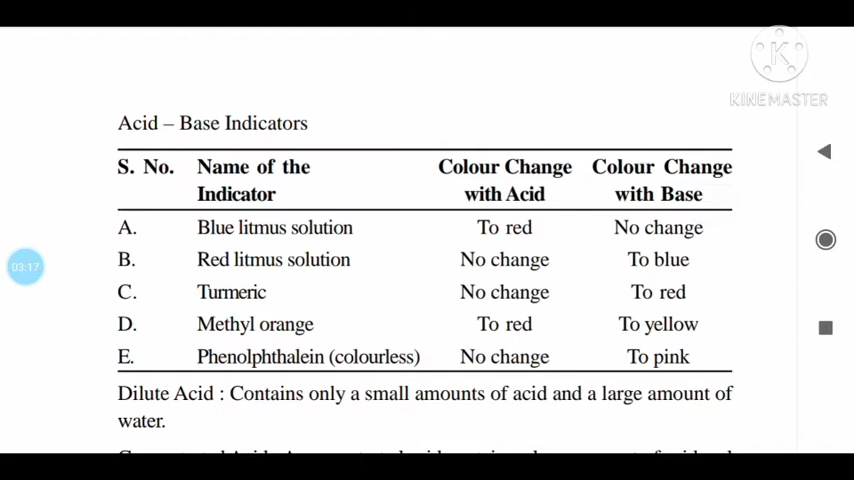 KINEMASTER
Acid – Base Indicators
S. No. Name of the Colour Change Colour Change
Indicator with Acid with Base
A. Blue litmus solution To red No change
B. Red litmus solution No change To blue
03:17
C. Turmeric No change To red
D. Methyl orange To red To yellow
E. Phenolphthalein (colourless) No change To pink
Dilute Acid : Contains only a small amounts of acid and a large amount of
water.